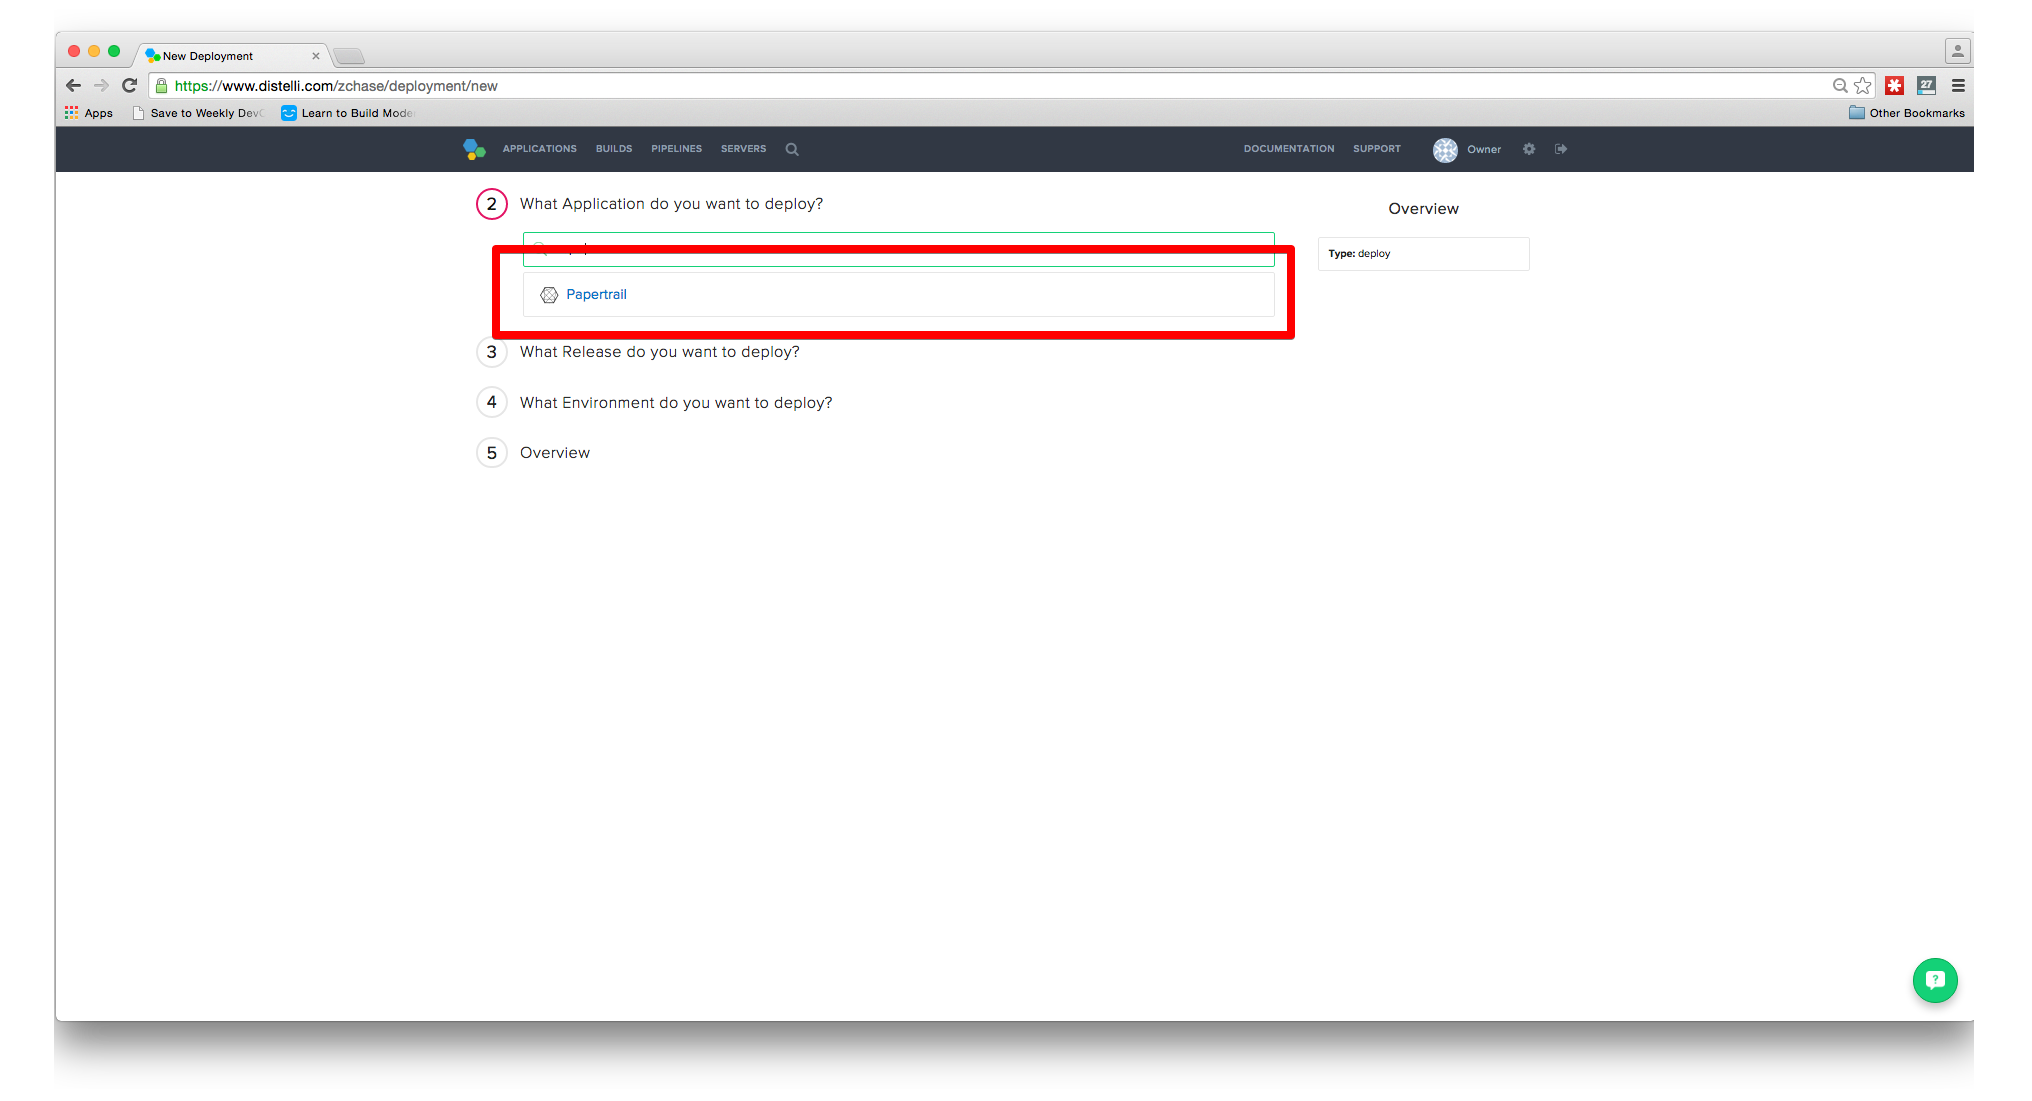 New Deployment
https://www.distelli.com/zchase/deployment/new
Apps
Save to Weekly Dev
Learn to Build Mode
Other Bookmarks
APPLICATIONS BUILDS PIPELINES SERVERS
DOCUMENTATION SUPPORT Owner
2 What Application do you want to deploy?
Overview
Type: deploy
Papertrail
3 What Release do you want to deploy?
4 What Environment do you want to deploy?
5 Overview
27
?